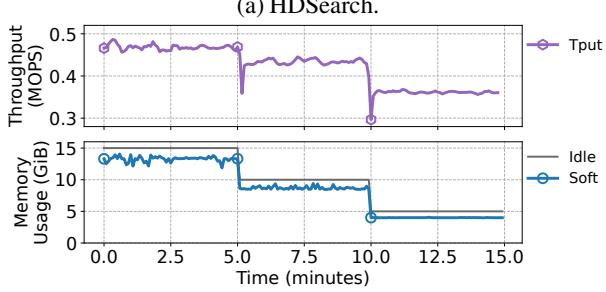 (a) HDSearch.
0.5
0.4
0.3
Throughput
(MOPS)
Tput
15
10
5
0
Memory
Usage (GiB)
Idle
Soft
0.0 2.5 5.0 7.5 10.0 12.5 15.0
Time (minutes)